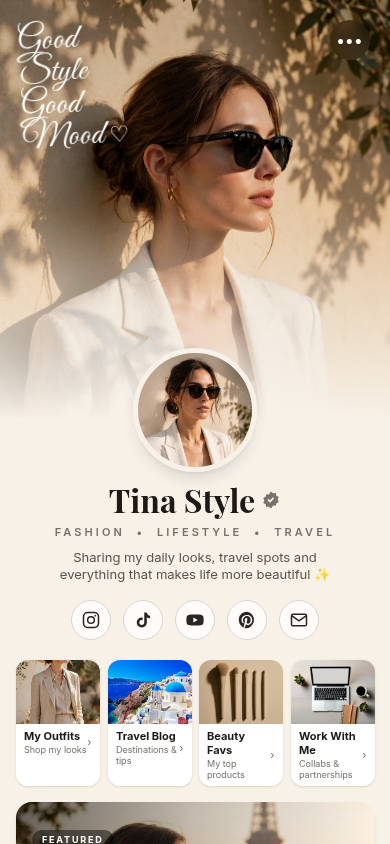 Good
Style
Good
Mood♡
Tina Style
FASHION • LIFESTYLE • TRAVEL
Sharing my daily looks, travel spots and
everything that makes life more beautiful ✨
My Outfits
Shop my looks
Travel Blog
Destinations &
tips
Beauty
Favs
My top
products
Work With
Me
Collabs &
partnerships
FEATURED